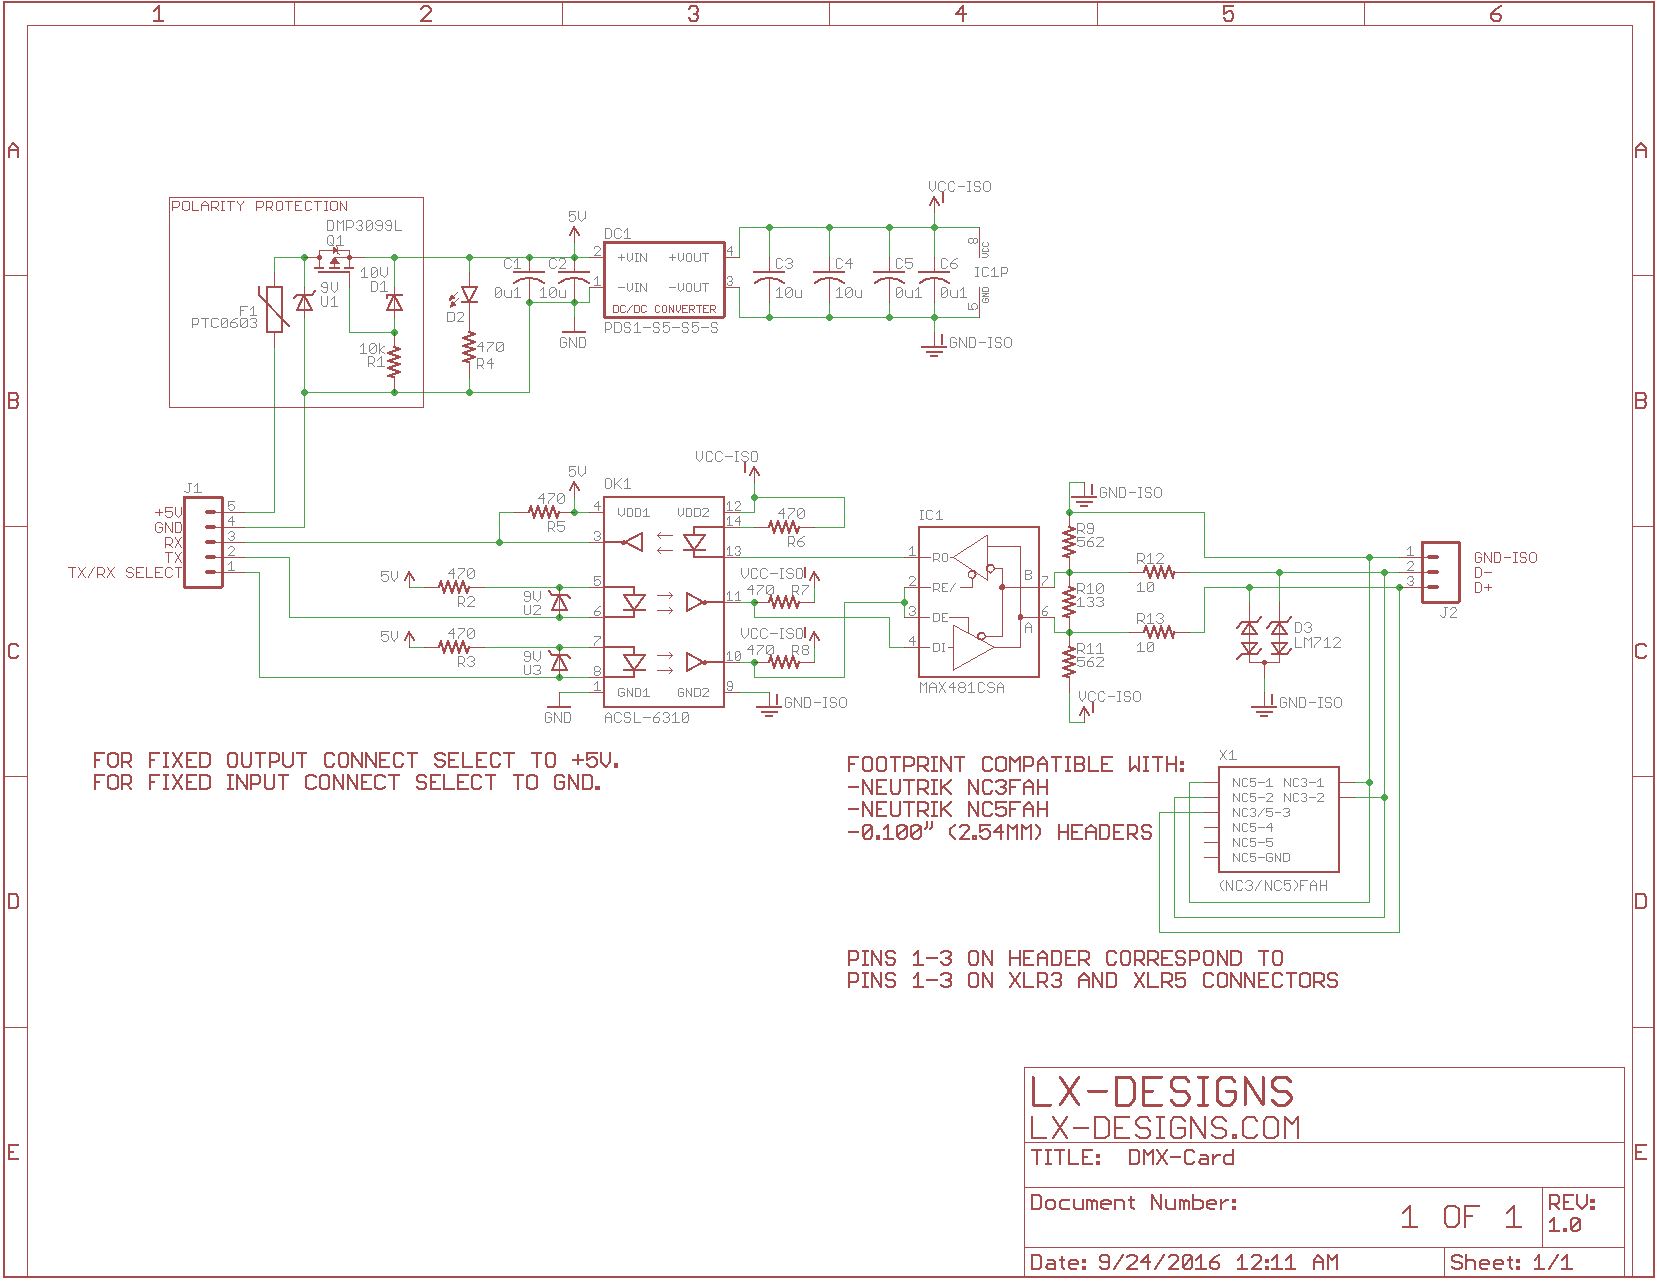 1 2 3 4 5 6
A A
B B
C C
D D
E E
POLARITY PROTECTION
DMP3099L
Q1
10V
D1
9V
U1
F1
PTC0603
10k
R1
D2
470
R4
5V
C1
0u1
C2
10u
GND
DC1
2 +VIN +VOUT 4
1 -VIN -VOUT 3
DC/DC CONVERTER
PDS1-S5-S5-S
VCC-ISO
C3
10u
C4
10u
C5
0u1
C6
0u1
8 VCC
IC1P
5 GND
GND-ISO
J1
+5V 5
GND 4
RX 3
TX 2
TX/RX SELECT 1
5V
470
R5
5V
470
R2
5V
470
R3
9V
U2
9V
U3
GND
OK1
4 VDD1 VDD2 12
14
3 13
5
6 11
7
8 10
1 GND1 GND2 9
ACSL-6310
VCC-ISO
470
R6
VCC-ISO
470 R7
VCC-ISO
470 R8
GND-ISO
IC1
1 RO
2 RE/ B 7
3 DE A 6
4 DI
MAX481CSA
GND-ISO
R9
562
R10
133
R11
562
VCC-ISO
R12
10
R13
10
D3
LM712
GND-ISO
1 GND-ISO
2 D-
3 D+
J2
FOR FIXED OUTPUT CONNECT SELECT TO +5V.
FOR FIXED INPUT CONNECT SELECT TO GND.
FOOTPRINT COMPATIBLE WITH:
-NEUTRIK NC3FAH
-NEUTRIK NC5FAH
-0.100" (2.54MM) HEADERS
X1
NC5-1 NC3-1
NC5-2 NC3-2
NC3/5-3
NC5-4
NC5-5
NC5-GND
(NC3/NC5)FAH
PINS 1-3 ON HEADER CORRESPOND TO
PINS 1-3 ON XLR3 AND XLR5 CONNECTORS
LX-DESIGNS
LX-DESIGNS.COM
TITLE: DMX-Card
Document Number:
1 OF 1
REV:
1.0
Date: 9/24/2016 12:11 AM
Sheet: 1/1
1 2 3 4 5 6